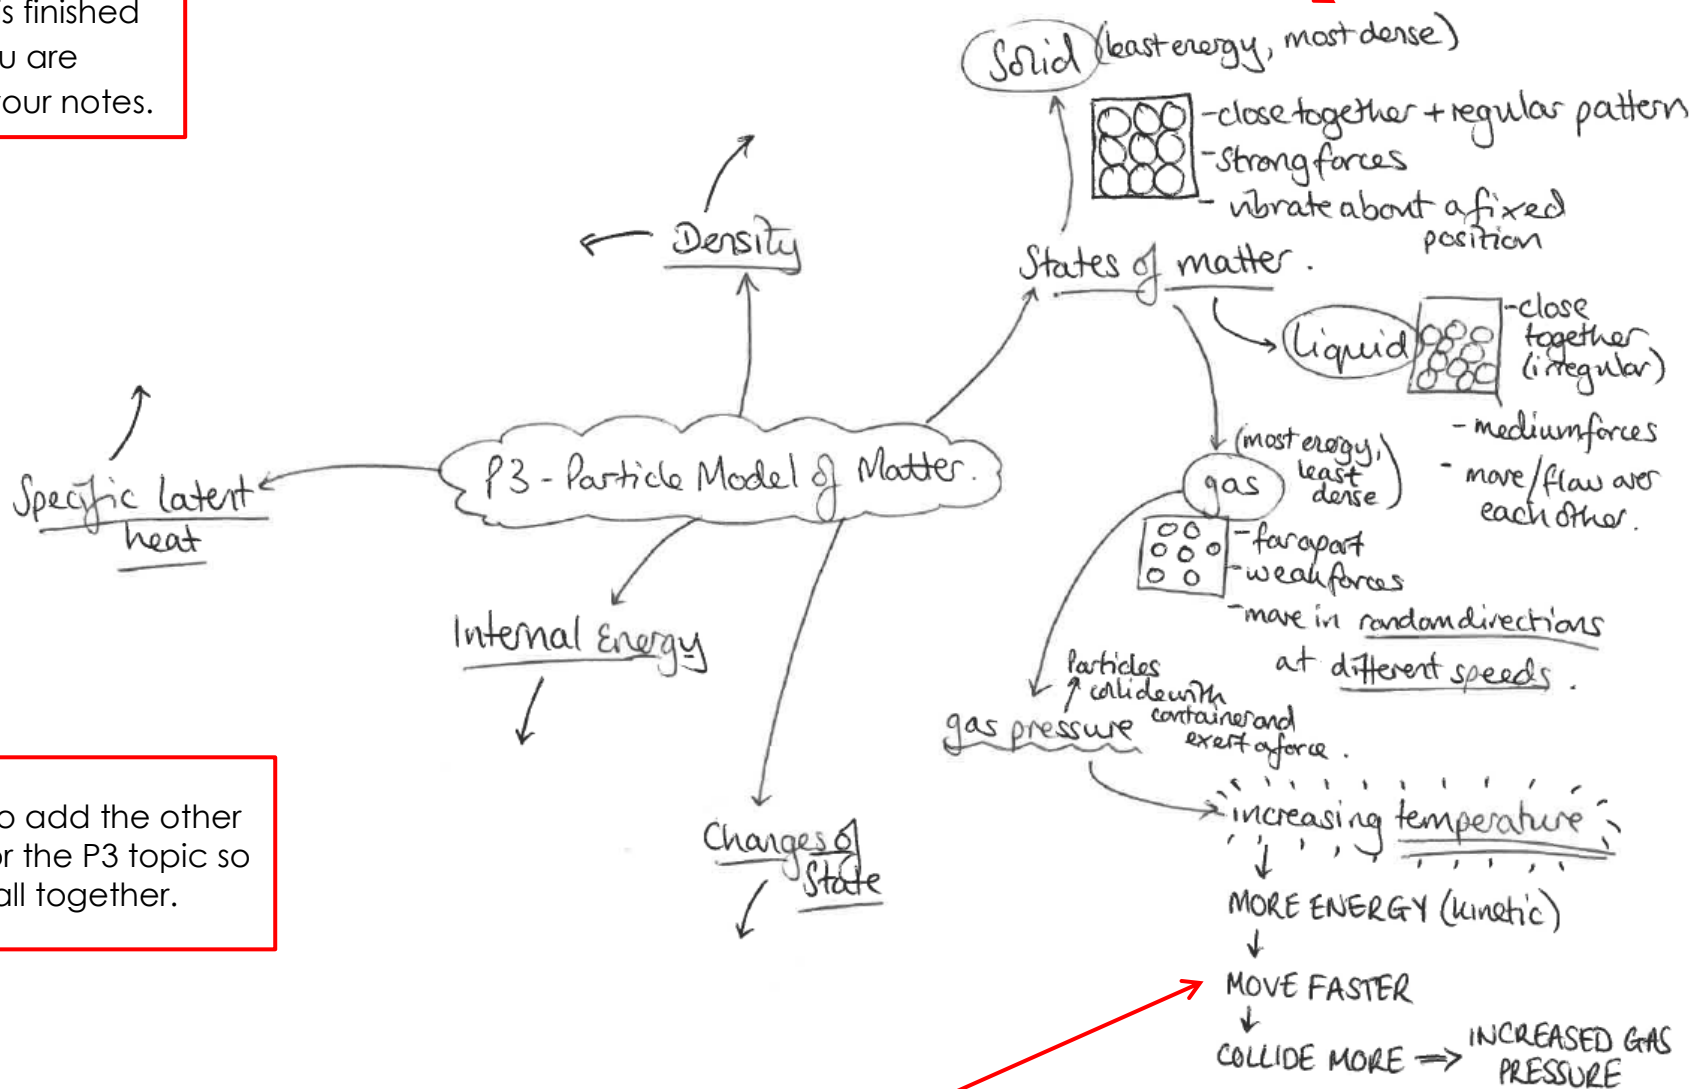 s finished
u are
your notes.
Solid (least energy, most dense)
- close together + regular pattern
- strong forces
- vibrate about a fixed
position
Density
States of matter.
Liquid
- close
together
(irregular)
- medium forces
- move/flow over
each other.
P3 - Particle Model of Matter.
Specific latent
heat
gas
(most energy,
least
dense)
- far apart
- weak forces
- move in random directions
at different speeds.
Internal Energy
gas pressure
Particles
collide with
container and
exert a force.
Changes of
State
increasing temperature
MORE ENERGY (kinetic)
MOVE FASTER
COLLIDE MORE ⇒ INCREASED GAS
PRESSURE
o add the other
or the P3 topic so
all together.